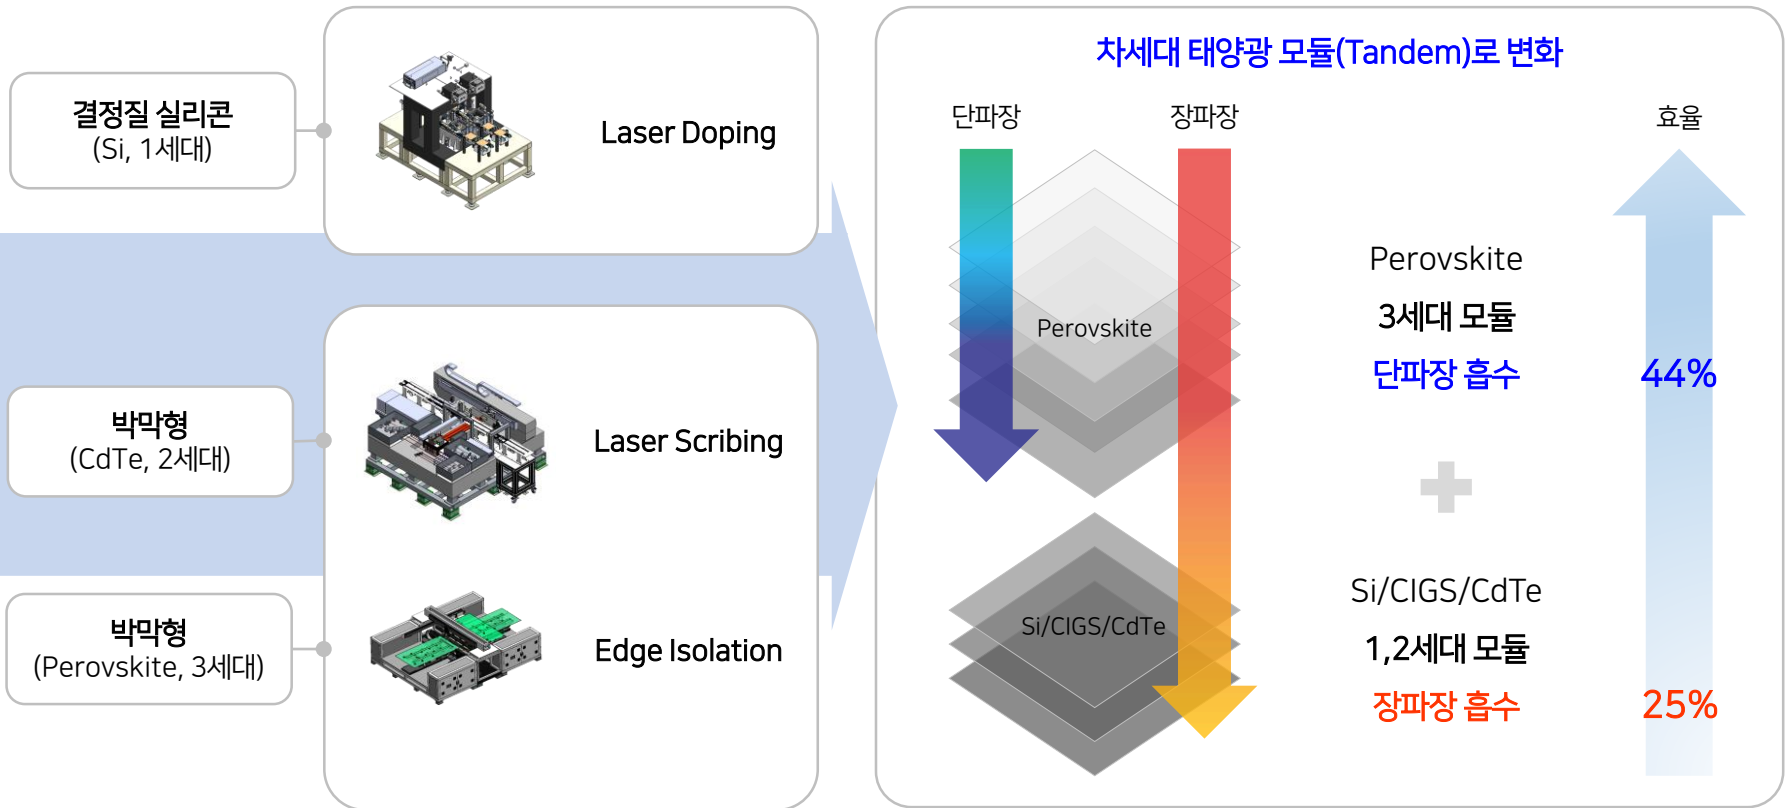 결정질 실리콘
(Si, 1세대)
Laser Doping
박막형
(CdTe, 2세대)
Laser Scribing
박막형
(Perovskite, 3세대)
Edge Isolation
차세대 태양광 모듈(Tandem)로 변화
단파장
장파장
효율
Perovskite
Perovskite
3세대 모듈
단파장 흡수
44%
Si/CIGS/CdTe
Si/CIGS/CdTe
1,2세대 모듈
장파장 흡수
25%